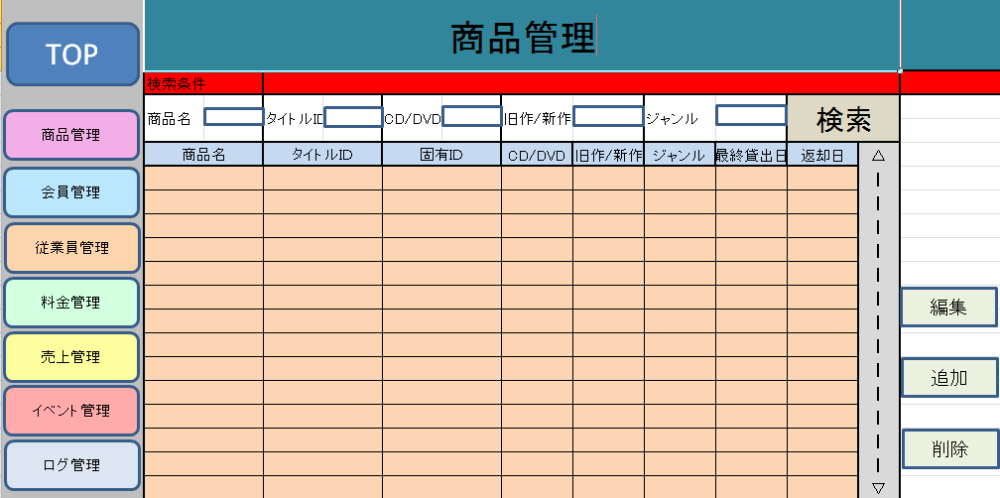 商品管理
TOP
検索条件
商品名 タイトルID CD/DVD 旧作/新作 ジャンル 検索
商品名 タイトルID 固有ID CD/DVD 旧作/新作 ジャンル 最終貸出日 返却日 △
商品管理
会員管理
従業員管理
料金管理
売上管理
イベント管理
ログ管理
編集
追加
削除
▽